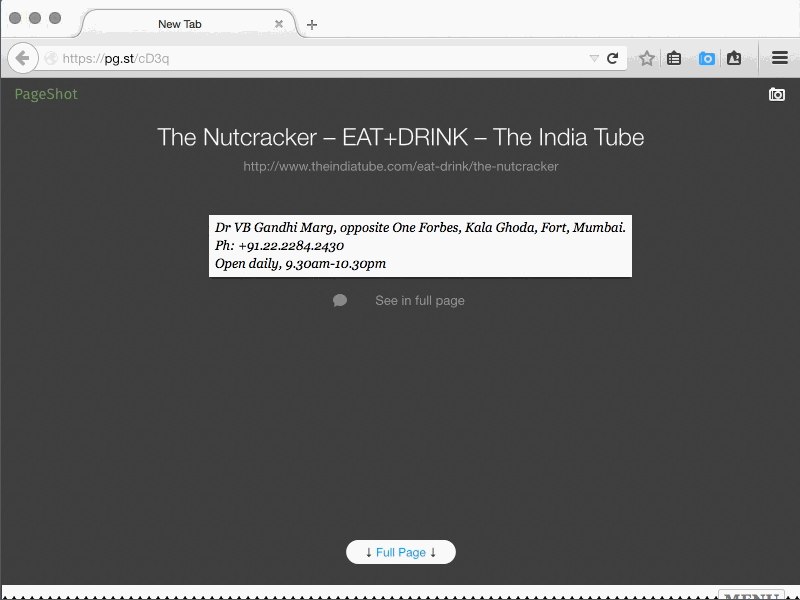 New Tab
https://pg.st/cD3q
PageShot
The Nutcracker – EAT+DRINK – The India Tube
http://www.theindiatube.com/eat-drink/the-nutcracker
Dr VB Gandhi Marg, opposite One Forbes, Kala Ghoda, Fort, Mumbai.
Ph: +91.22.2284.2430
Open daily, 9.30am-10.30pm
See in full page
↓ Full Page ↓
MENU